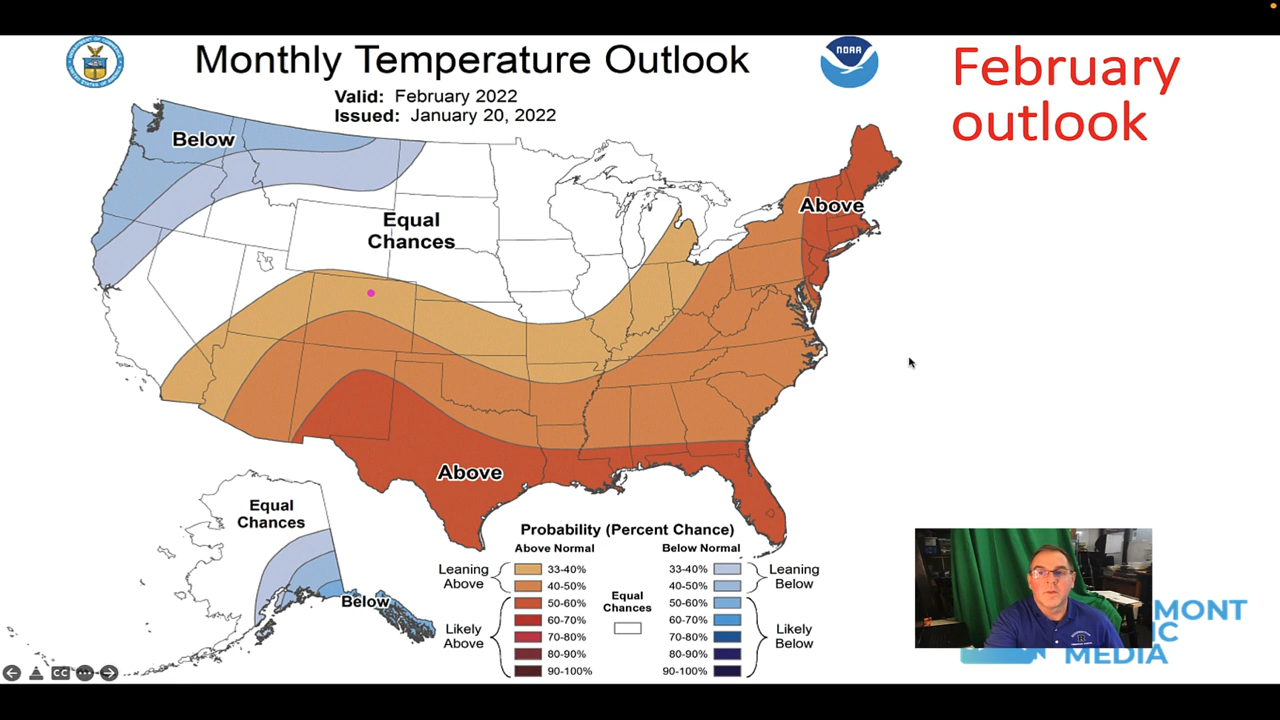 Monthly Temperature Outlook
NOAA
February
outlook
Valid: February 2022
Issued: January 20, 2022
Below
Above
Equal
Chances
Above
Equal
Chances
Below
Probability (Percent Chance)
Above Normal
Below Normal
Leaning
Above
33-40%
40-50%
Likely
Above
50-60%
60-70%
70-80%
80-90%
90-100%
Equal
Chances
33-40%
40-50%
Leaning
Below
50-60%
60-70%
70-80%
80-90%
90-100%
Likely
Below
MONT
IC
MEDIA
CC